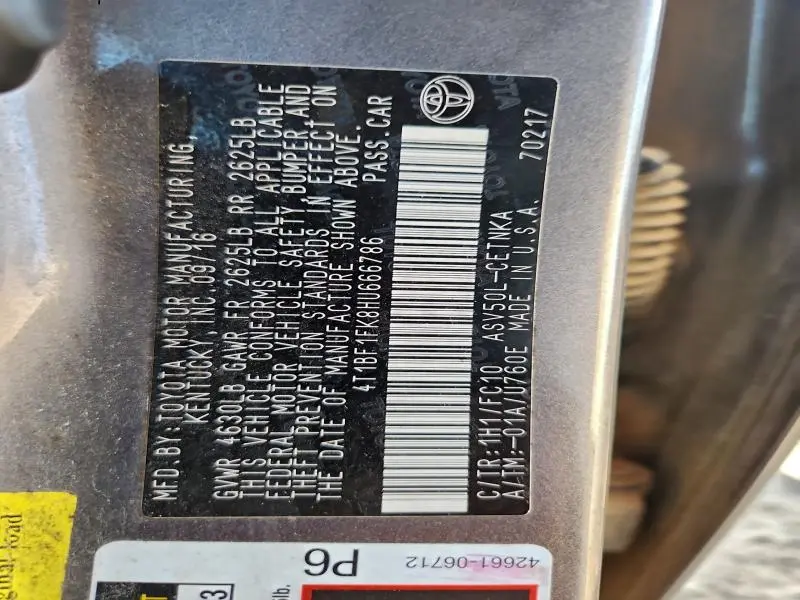 MFD BY: TOYOTA MOTOR MANUFACTURING,
KENTUCKY, INC. 09/16
GVWR 4630LB GAWR FR 2625LB RR 2625LB
THIS VEHICLE CONFORMS TO ALL APPLICABLE
FEDERAL MOTOR VEHICLE SAFETY, BUMPER, AND
THEFT PREVENTION STANDARDS IN EFFECT ON
THE DATE OF MANUFACTURE SHOWN ABOVE.
4T1BF1FK8HU666786 PASS. CAR
C/TR: 1H1/FC10 ASV50L-CETNKA
A/TM: -01A/U760E MADE IN U.S.A.
70217
P6
42661-06712
load
3
lb.